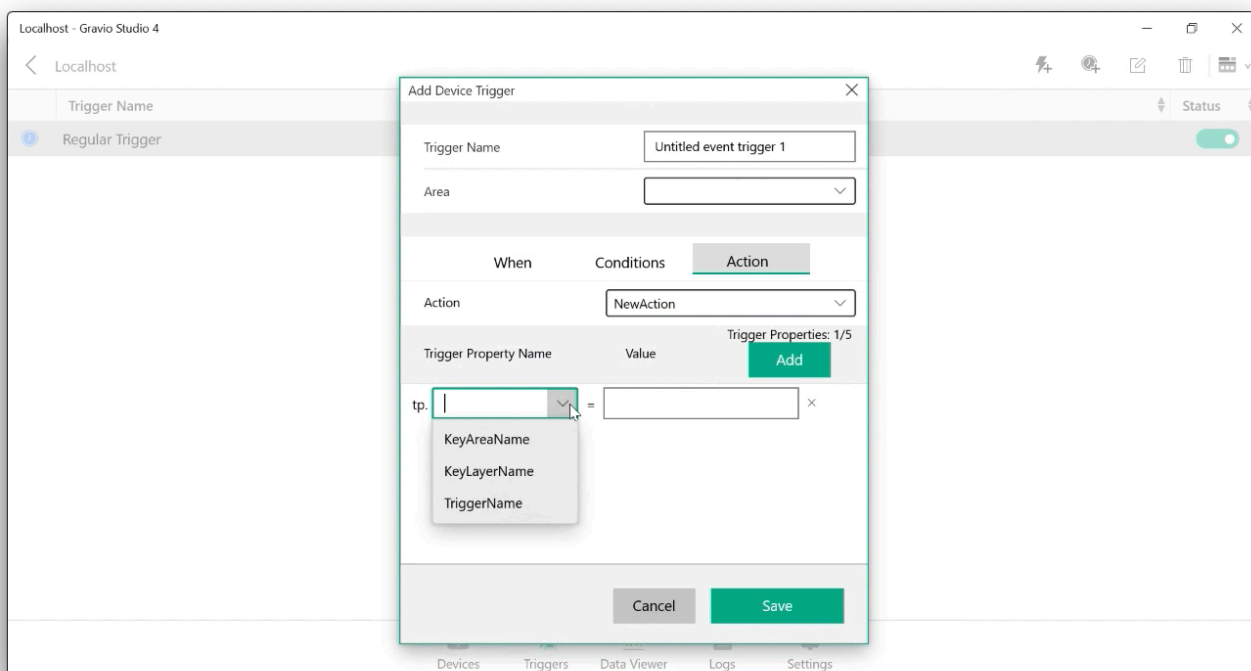 Localhost - Gravio Studio 4
Localhost
Trigger Name
Status
Regular Trigger
Add Device Trigger
Trigger Name
Untitled event trigger 1
Area
When
Conditions
Action
Action
NewAction
Trigger Properties: 1/5
Trigger Property Name
Value
Add
tp.
=
KeyAreaName
KeyLayerName
TriggerName
Cancel
Save
Devices
Triggers
Data Viewer
Logs
Settings